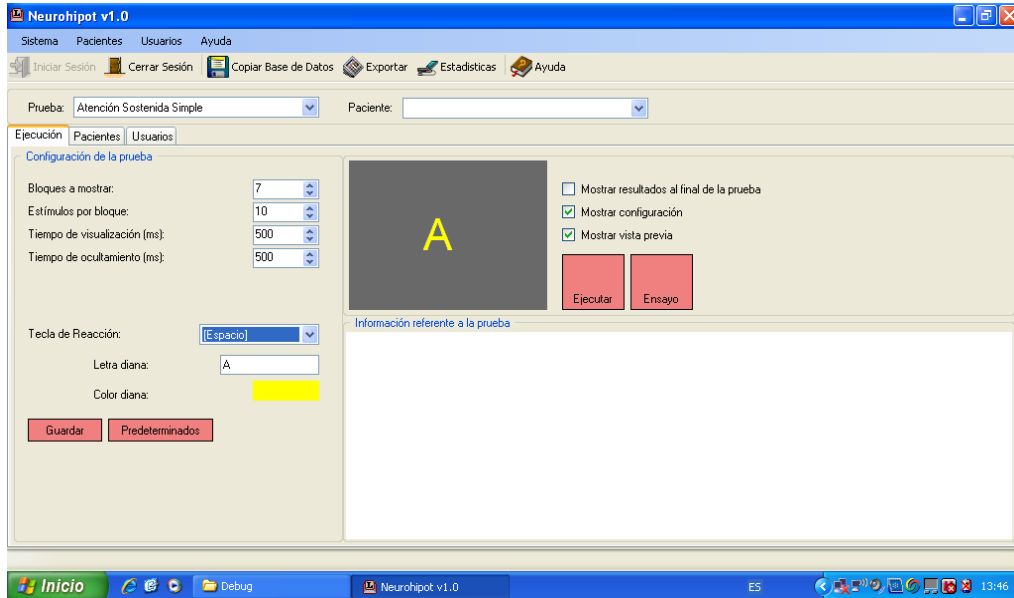 Neurohipot v1.0
Sistema Pacientes Usuarios Ayuda
Iniciar Sesión Cerrar Sesión Copiar Base de Datos Exportar Estadisticas Ayuda
Prueba: Atención Sostenida Simple Paciente:
Ejecución Pacientes Usuarios
Configuración de la prueba
Bloques a mostrar: 7
Estímulos por bloque: 10
Tiempo de visualización (ms): 500
Tiempo de ocultamiento (ms): 500
Tecla de Reacción: [Espacio]
Letra diana: A
Color diana:
Guardar Predeterminados
A
Mostrar resultados al final de la prueba
Mostrar configuración
Mostrar vista previa
Ejecutar Ensayo
Información referente a la prueba
Inicio Debug Neurohipot v1.0 ES 13:46